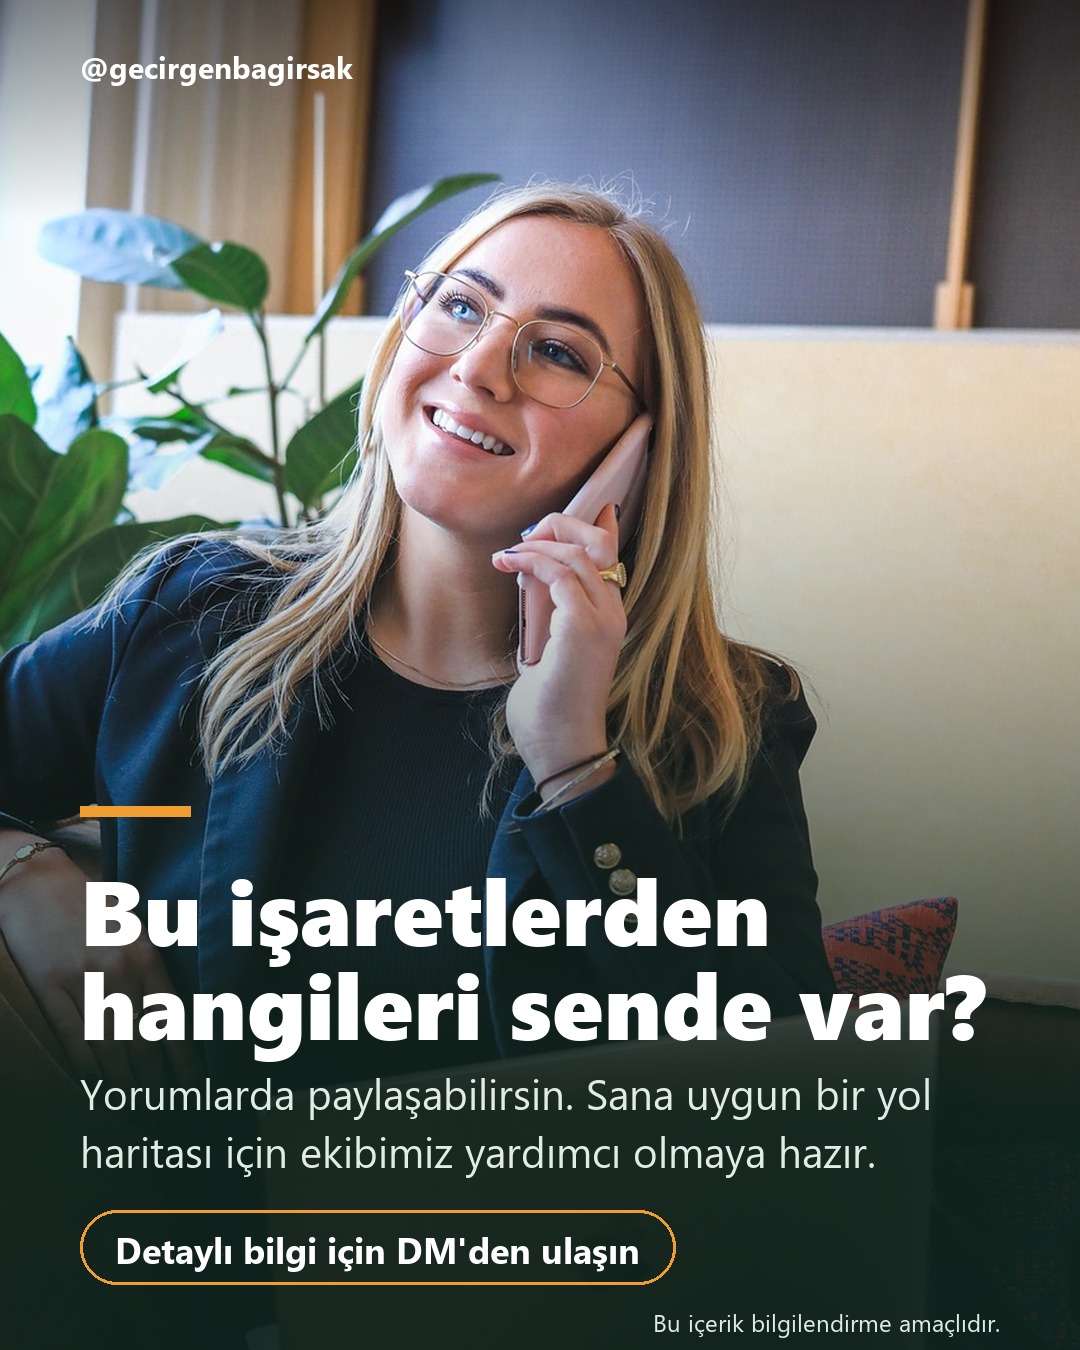 @gecirgenbagirsak
Bu işaretlerden
hangileri sende var?
Yorumlarda paylaşabilirsin. Sana uygun bir yol
haritası için ekibimiz yardımcı olmaya hazır.
Detaylı bilgi için DM'den ulaşın
Bu içerik bilgilendirme amaçlıdır.